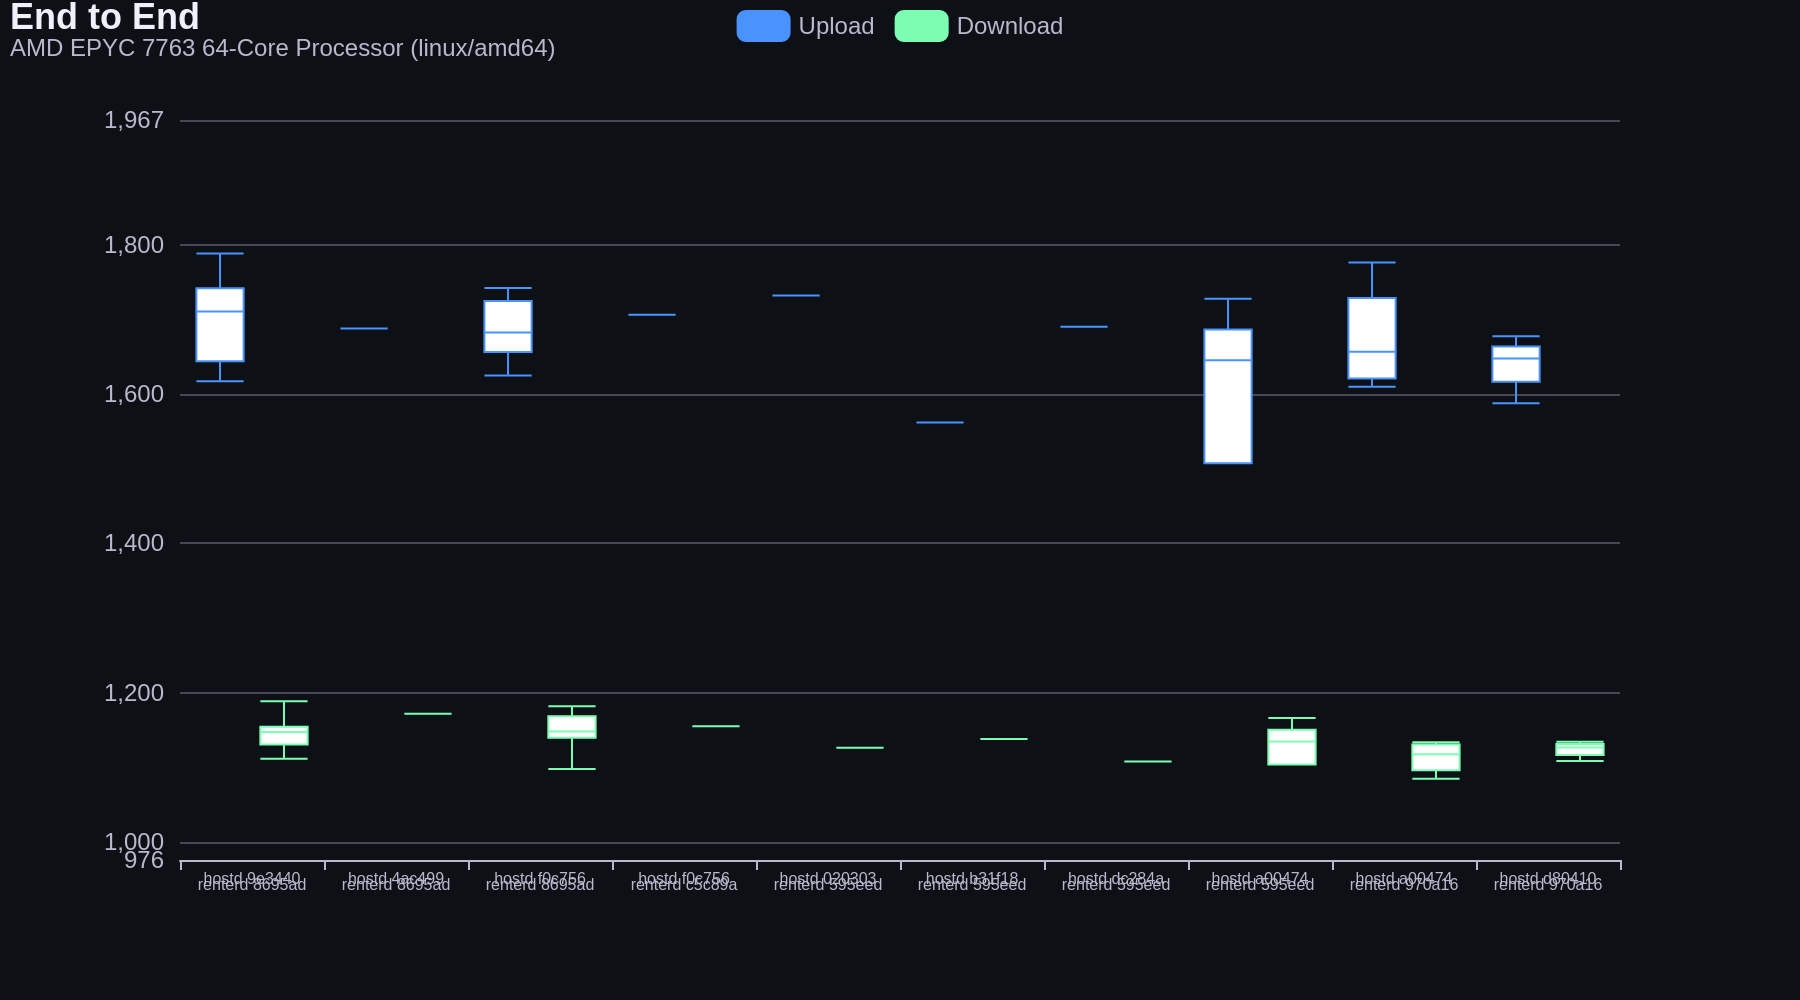 End to End
AMD EPYC 7763 64-Core Processor (linux/amd64)
Upload
Download
1,967
1,800
1,600
1,400
1,200
1,000
976
hostd 9e3440
renterd 8695ad
hostd 4ac499
renterd 8695ad
hostd f0c756
renterd 8695ad
hostd f0c756
renterd c5c89a
hostd 020303
renterd 595eed
hostd b31f18
renterd 595eed
hostd dc284a
renterd 595eed
hostd a00474
renterd 595eed
hostd a00474
renterd 970a16
hostd d80410
renterd 970a16